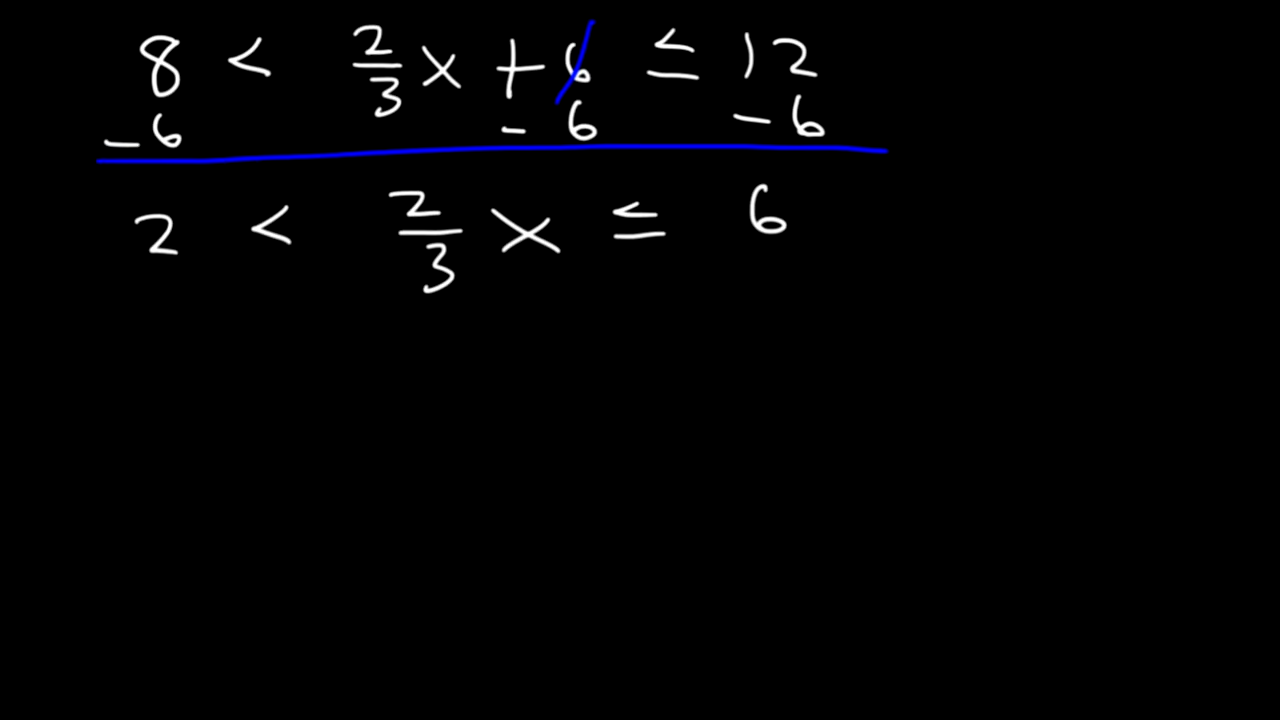 8 < 2/3 x + 6 ≤ 12
-6 - 6 - 6
2 < 2/3 x ≤ 6